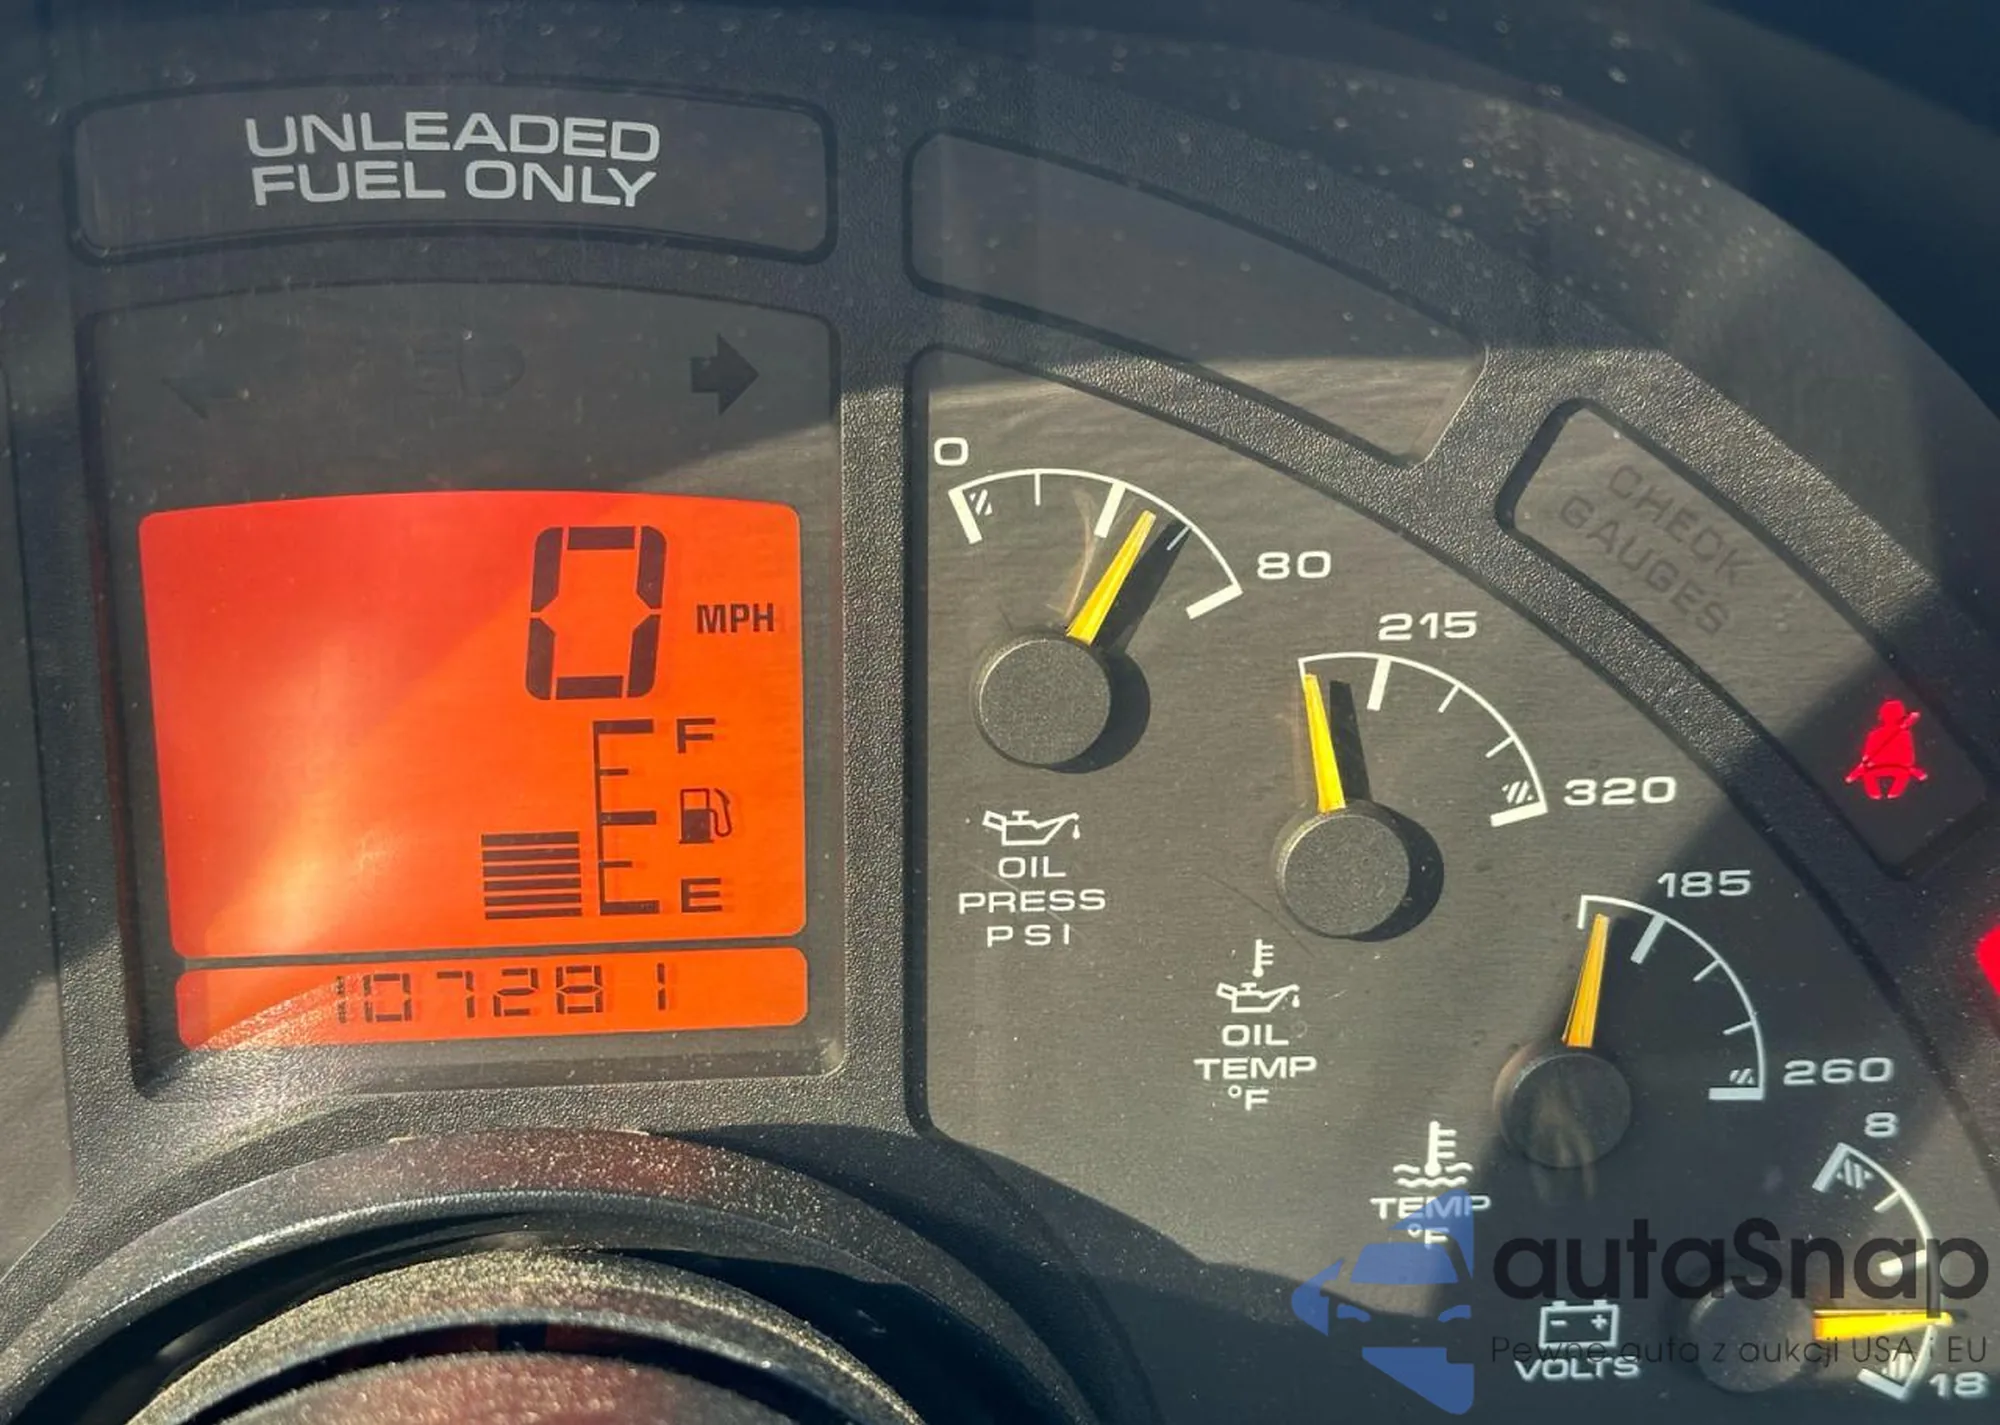 UNLEADED
FUEL ONLY
0 MPH
F
E
107281
0
80
OIL
PRESS
PSI
215
320
OIL
TEMP
°F
CHECK
GAUGES
185
260
TEMP
°F
8
18
- +
VOLTS
autaSnap
Pewne auta z aukcji USA i EU